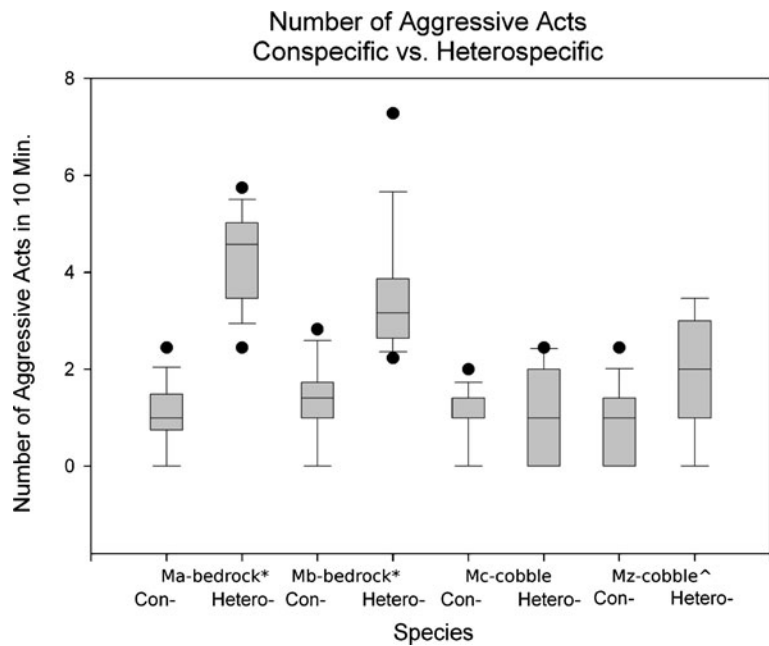 Number of Aggressive Acts
Conspecific vs. Heterospecific
Number of Aggressive Acts in 10 Min.
8
6
4
2
0
Ma-bedrock* Mb-bedrock* Mc-cobble Mz-cobble^
Con- Hetero- Con- Hetero- Con- Hetero- Con- Hetero-
Species